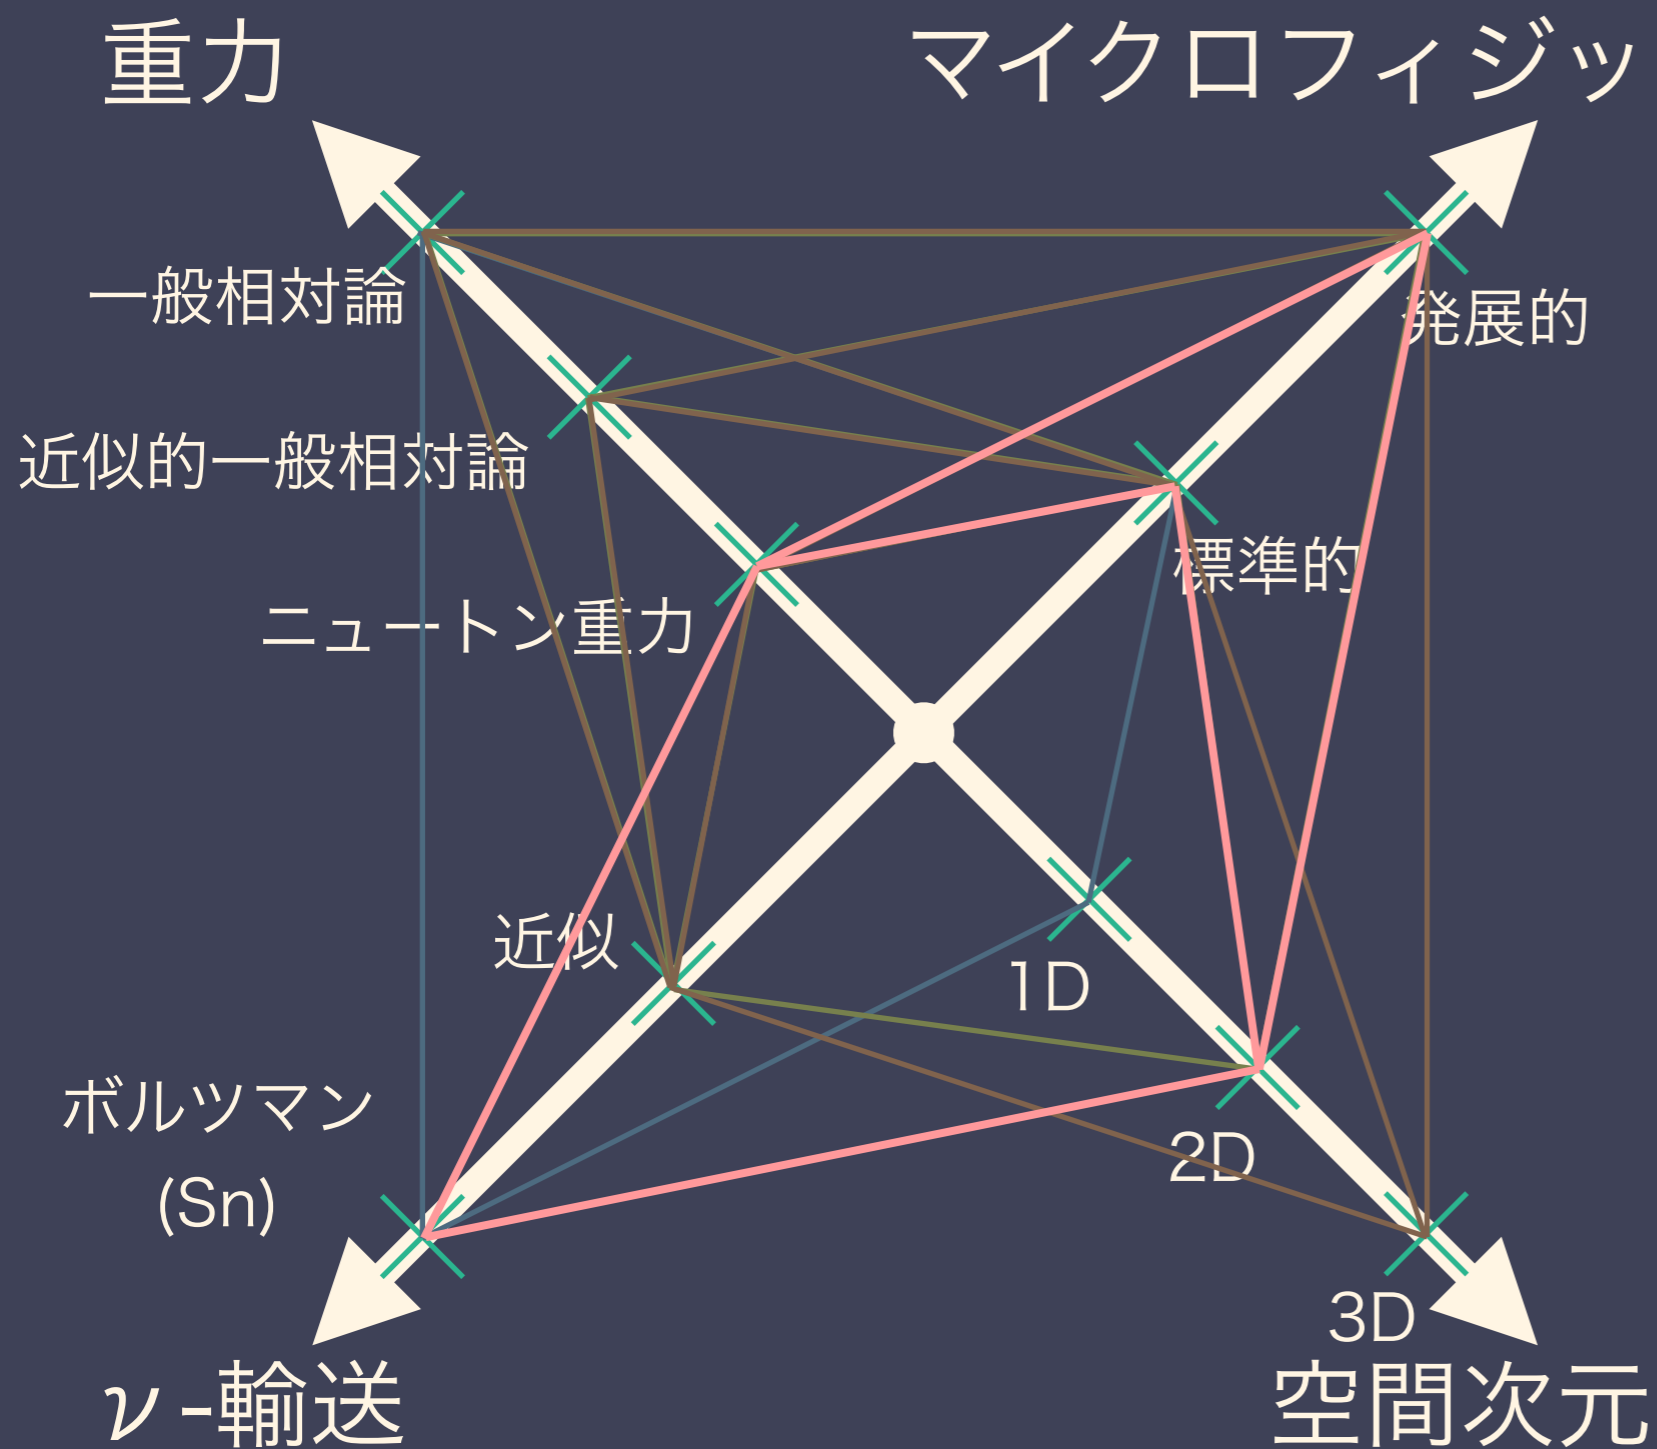 重力
マイクロフィジッ
一般相対論
発展的
近似的一般相対論
標準的
ニュートン重力
近似
1D
ボルツマン
(Sn)
2D
3D
ν-輸送
空間次元